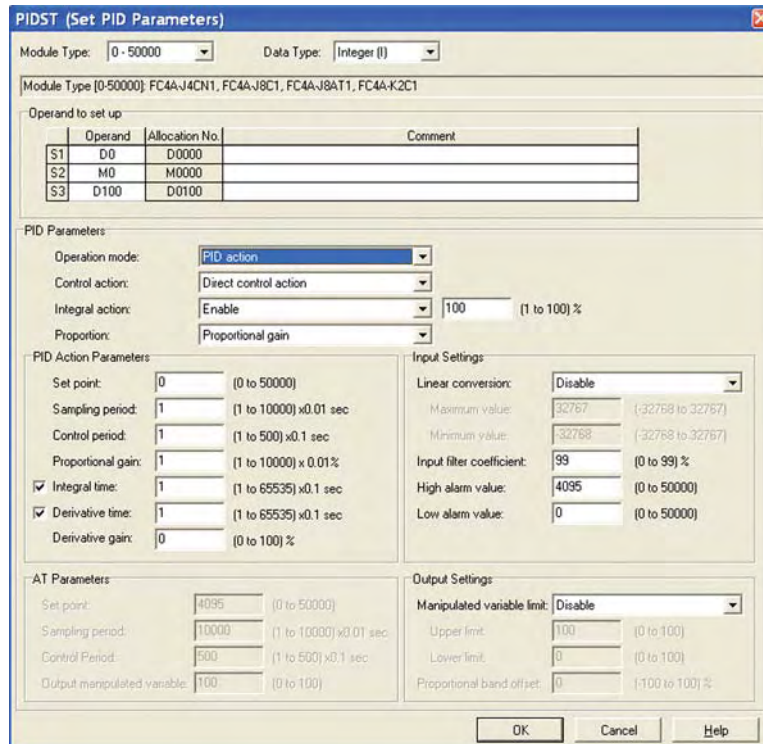 PIDST (Set PID Parameters)
Module Type: 0 - 50000 Data Type: Integer (I)
Module Type [0-50000]: FC4A-J4CN1, FC4A-J8C1, FC4A-J8AT1, FC4A-K2C1
Operand to set up
Operand Allocation No. Comment
S1 D0 D0000
S2 M0 M0000
S3 D100 D0100
PID Parameters
Operation mode: PID action
Control action: Direct control action
Integral action: Enable 100 (1 to 100) %
Proportion: Proportional gain
PID Action Parameters
Set point: 0 (0 to 50000)
Sampling period: 1 (1 to 10000) x0.01 sec
Control period: 1 (1 to 500) x0.1 sec
Proportional gain: 1 (1 to 10000) x 0.01%
Integral time: 1 (1 to 65535) x0.1 sec
Derivative time: 1 (1 to 65535) x0.1 sec
Derivative gain: 0 (0 to 100) %
Input Settings
Linear conversion: Disable
Maximum value: 32767 (-32768 to 32767)
Minimum value: -32768 (-32768 to 32767)
Input filter coefficient: 99 (0 to 99) %
High alarm value: 4095 (0 to 50000)
Low alarm value: 0 (0 to 50000)
AT Parameters
Set point: 4095 (0 to 50000)
Sampling period: 10000 (1 to 10000) x0.01 sec
Control Period: 500 (1 to 500) x0.1 sec
Output manipulated variable: 100 (0 to 100)
Output Settings
Manipulated variable limit: Disable
Upper limit: 100 (0 to 100)
Lower limit: 0 (0 to 100)
Proportional band offset: 0 (-100 to 100) %
OK Cancel Help